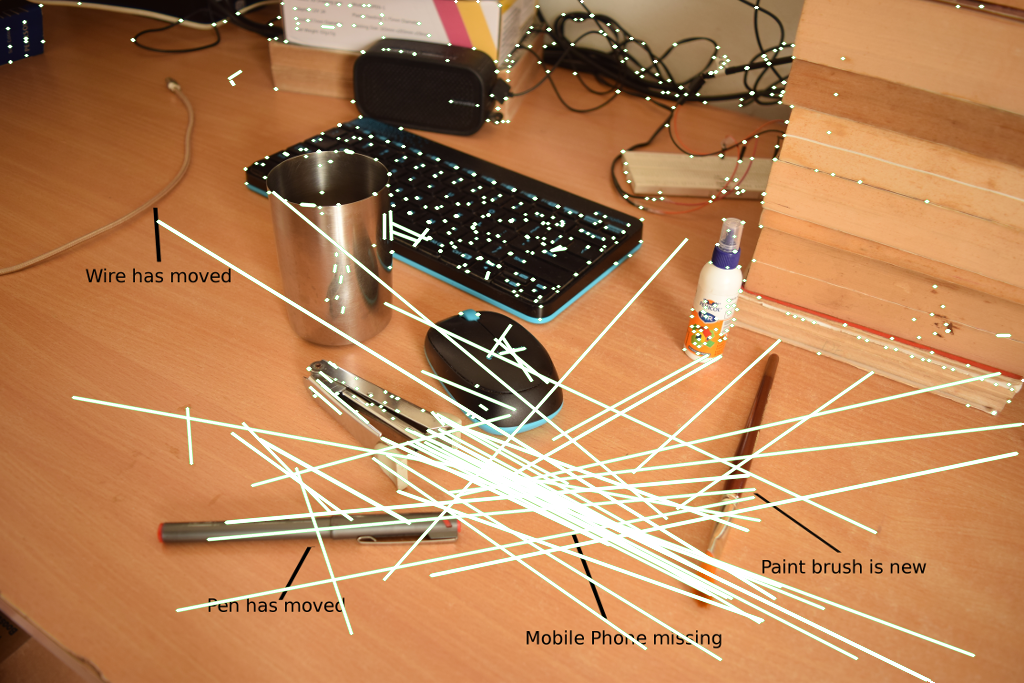 Wire has moved
Paint brush is new
Pen has moved
Mobile Phone missing